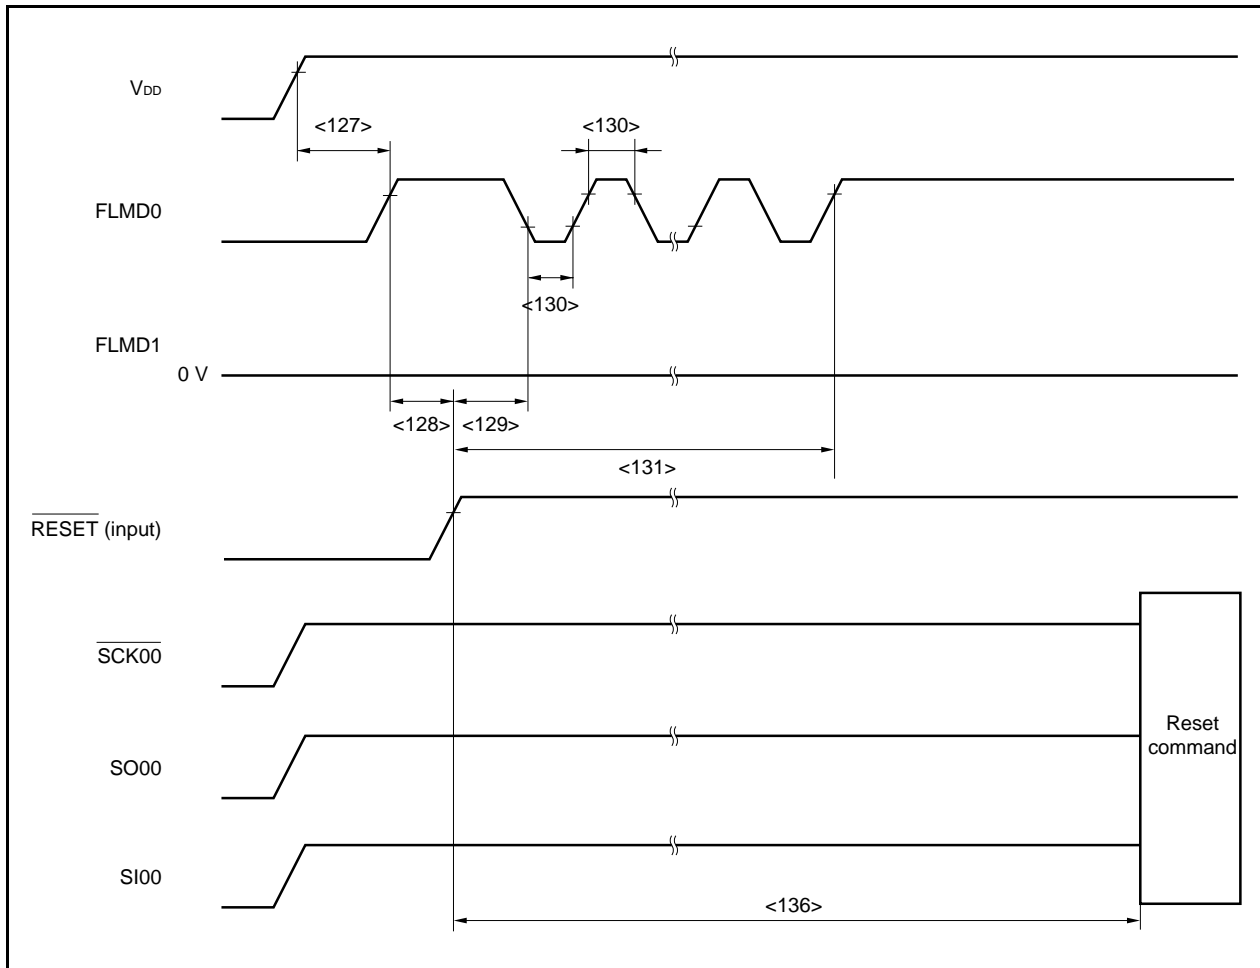 VDD
<127>
<130>
FLMD0
<130>
FLMD1
0 V
<128>
<129>
<131>
RESET (input)
SCK00
SO00
Reset
command
SI00
<136>